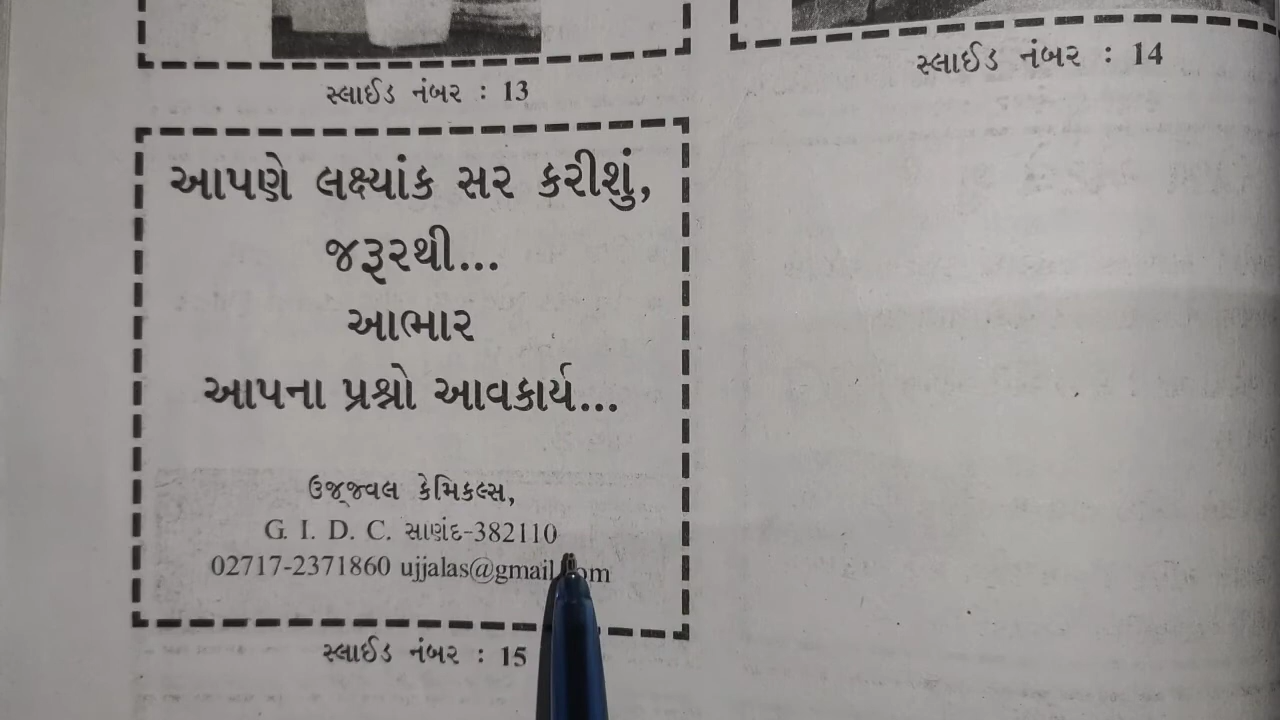 સ્લાઈડ નંબર : 13
સ્લાઈડ નંબર : 14
આપણે લક્ષ્યાંક સર કરીશું,
જરૂરથી...
આભાર
આપના પ્રશ્નો આવકાર્ય...
ઉજ્જ્વલ કેમિકલ્સ,
G. I. D. C. સાણંદ-382110
02717-2371860 ujjalas@gmail.com
સ્લાઈડ નંબર : 15